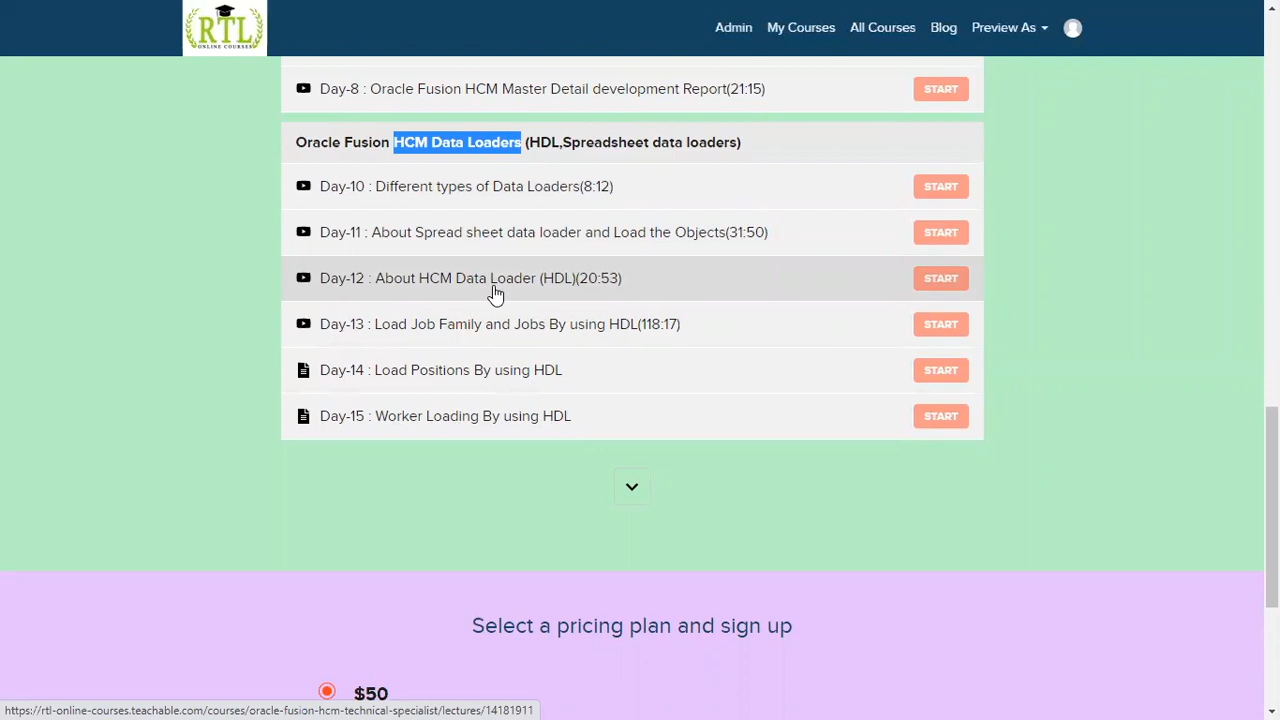 RTL
ONLINE COURSES
Admin
My Courses
All Courses
Blog
Preview As
Day-8 : Oracle Fusion HCM Master Detail development Report(21:15)
START
Oracle Fusion HCM Data Loaders (HDL,Spreadsheet data loaders)
Day-10 : Different types of Data Loaders(8:12)
START
Day-11 : About Spread sheet data loader and Load the Objects(31:50)
START
Day-12 : About HCM Data Loader (HDL)(20:53)
START
Day-13 : Load Job Family and Jobs By using HDL(118:17)
START
Day-14 : Load Positions By using HDL
START
Day-15 : Worker Loading By using HDL
START
Select a pricing plan and sign up
$50
https://rtl-online-courses.teachable.com/courses/oracle-fusion-hcm-technical-specialist/lectures/14181911